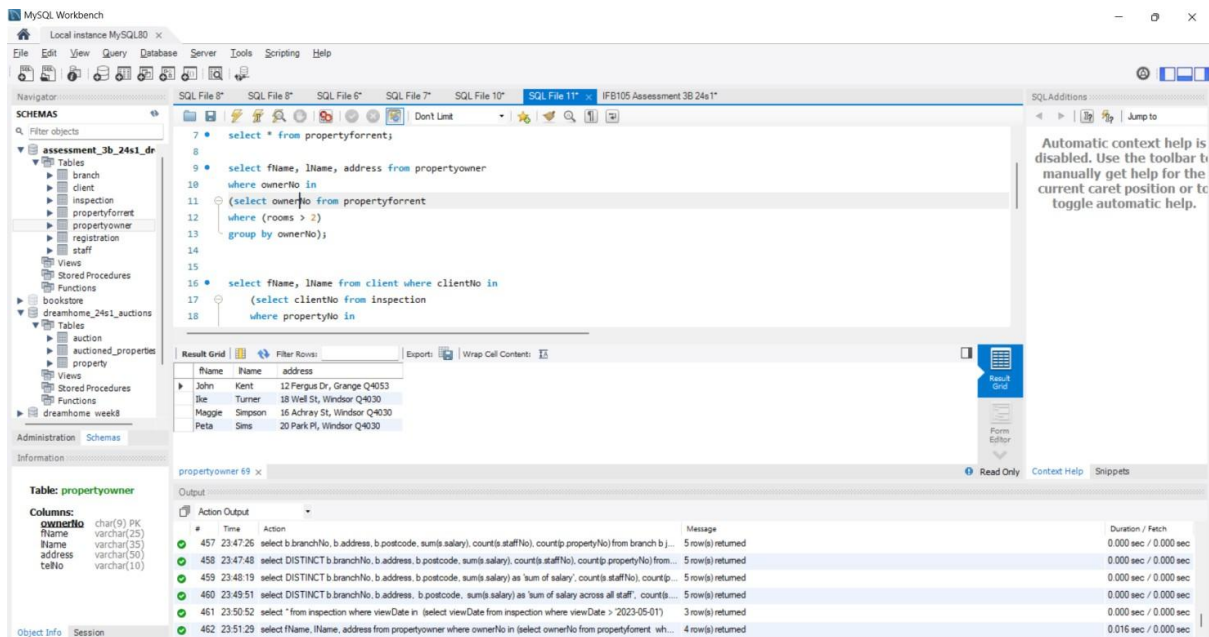 MySQL Workbench
Local instance MySQL80 ×
File Edit View Query Database Server Tools Scripting Help
Navigator
SCHEMAS
Filter objects
assessment_3b_24s1_dr
Tables
branch
client
inspection
propertyforrent
propertyowner
registration
staff
Views
Stored Procedures
Functions
bookstore
dreamhome_24s1_auctions
Tables
auction
auctioned_properties
property
Views
Stored Procedures
Functions
dreamhome_week8
Administration Schemas
Information
Table: propertyowner
Columns:
ownerNo char(9) PK
fName varchar(25)
lName varchar(35)
address varchar(50)
telNo varchar(10)
Object Info Session
SQL File 8* SQL File 8* SQL File 6* SQL File 7* SQL File 10* SQL File 11* × IFB105 Assessment 3B 24s1*
Don't Limit
7 select * from propertyforrent;
8
9 select fName, lName, address from propertyowner
10 where ownerNo in
11 (select ownerNo from propertyforrent
12 where (rooms > 2)
13 group by ownerNo);
14
15
16 select fName, lName from client where clientNo in
17 (select clientNo from inspection
18 where propertyNo in
Result Grid Filter Rows: Export: Wrap Cell Content:
fName lName address
John Kent 12 Fergus Dr, Grange Q4053
Ike Turner 18 Well St, Windsor Q4030
Maggie Simpson 16 Achray St, Windsor Q4030
Peta Sims 20 Park Pl, Windsor Q4030
Result Grid
Form Editor
propertyowner 69 ×
Read Only
Output
Action Output
# Time Action Message Duration / Fetch
457 23:47:26 select b.branchNo, b.address, b.postcode, sum(s.salary), count(s.staffNo), count(p.propertyNo) from branch b j... 5 row(s) returned 0.000 sec / 0.000 sec
458 23:47:48 select DISTINCT b.branchNo, b.address, b.postcode, sum(s.salary), count(s.staffNo), count(p.propertyNo) from... 5 row(s) returned 0.000 sec / 0.000 sec
459 23:48:19 select DISTINCT b.branchNo, b.address, b.postcode, sum(s.salary) as 'sum of salary', count(s.staffNo), count(p... 5 row(s) returned 0.000 sec / 0.000 sec
460 23:49:51 select DISTINCT b.branchNo, b.address, b.postcode, sum(s.salary) as 'sum of salary across all staff', count(s.... 5 row(s) returned 0.000 sec / 0.000 sec
461 23:50:52 select * from inspection where viewDate in (select viewDate from inspection where viewDate > '2023-05-01') 3 row(s) returned 0.000 sec / 0.000 sec
462 23:51:29 select fName, lName, address from propertyowner where ownerNo in (select ownerNo from propertyforrent wh... 4 row(s) returned 0.016 sec / 0.000 sec
SQLAdditions
Jump to
Automatic context help is
disabled. Use the toolbar to
manually get help for the
current caret position or to
toggle automatic help.
Context Help Snippets